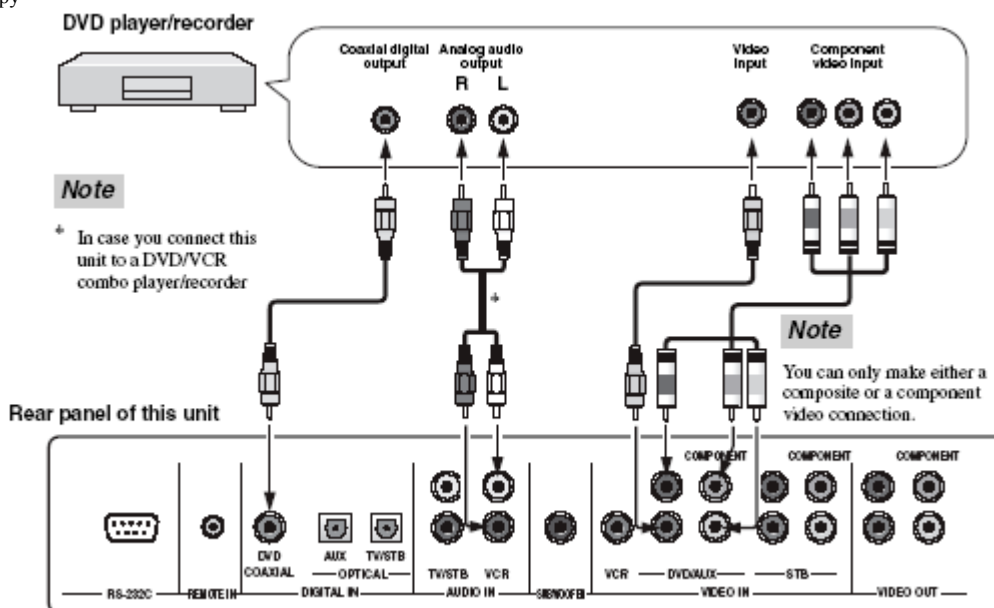 py
DVD player/recorder
Coaxial digital
output
Analog audio
output
R L
Video
Input
Component
video Input
Note
* In case you connect this
unit to a DVD/VCR
combo player/recorder
*
Note
You can only make either a
composite or a component
video connection.
Rear panel of this unit
COMPONENT COMPONENT COMPONENT
DVD
COAXIAL
AUX TV/STB
OPTICAL
TV/STB VCR
VCR DVD/AUX STB
RS-232C REMOTE IN DIGITAL IN AUDIO IN SUBWOOFER VIDEO IN VIDEO OUT